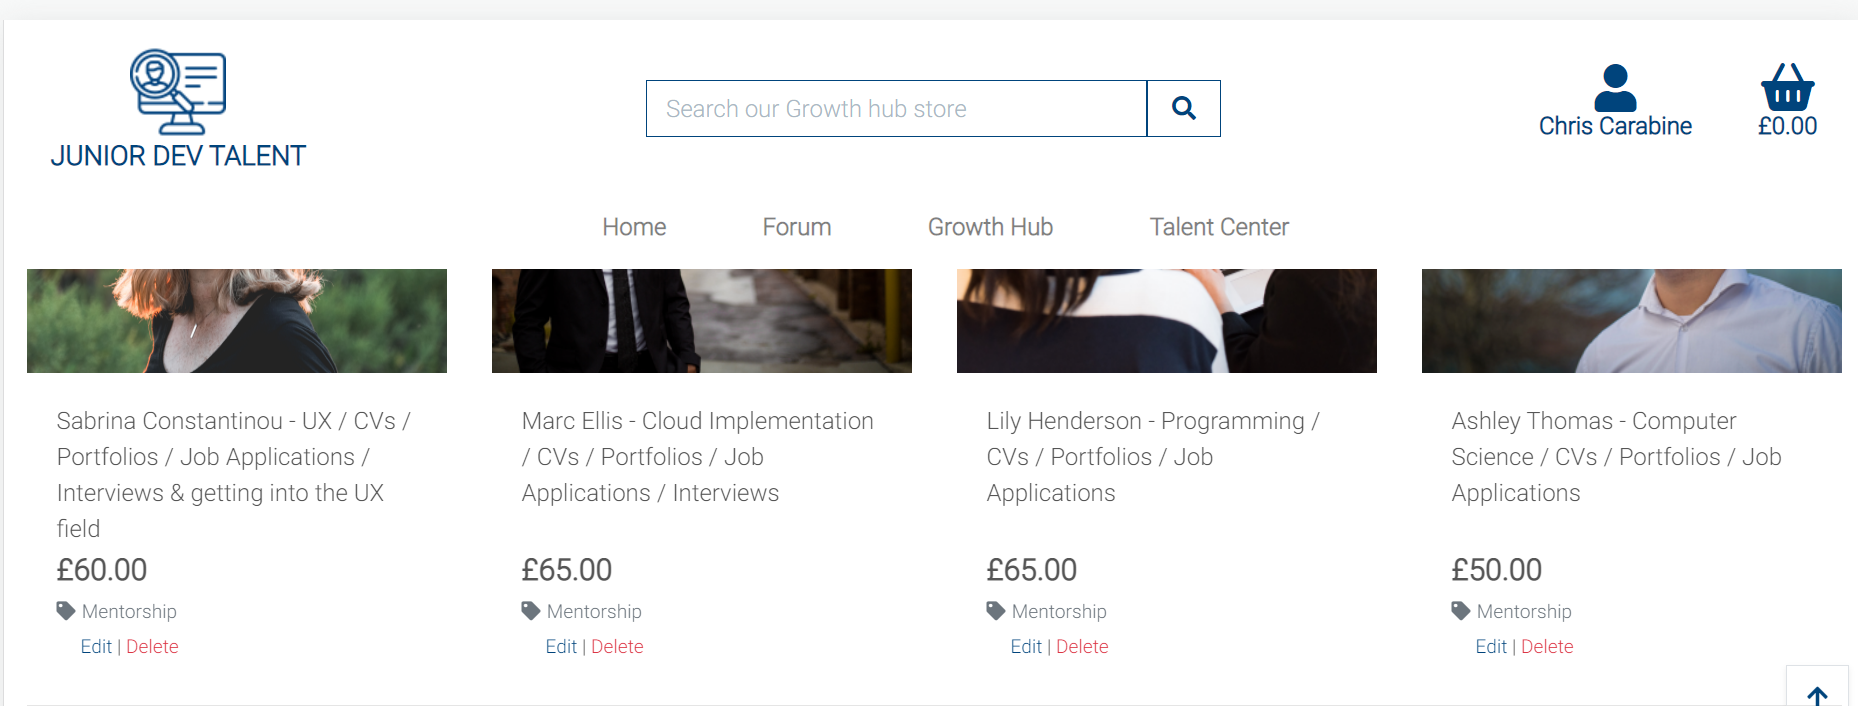 JUNIOR DEV TALENT
Search our Growth hub store
Chris Carabine
£0.00
Home
Forum
Growth Hub
Talent Center
Sabrina Constantinou - UX / CVs /
Portfolios / Job Applications /
Interviews & getting into the UX
field
£60.00
Mentorship
Edit | Delete
Marc Ellis - Cloud Implementation
/ CVs / Portfolios / Job
Applications / Interviews
£65.00
Mentorship
Edit | Delete
Lily Henderson - Programming /
CVs / Portfolios / Job
Applications
£65.00
Mentorship
Edit | Delete
Ashley Thomas - Computer
Science / CVs / Portfolios / Job
Applications
£50.00
Mentorship
Edit | Delete